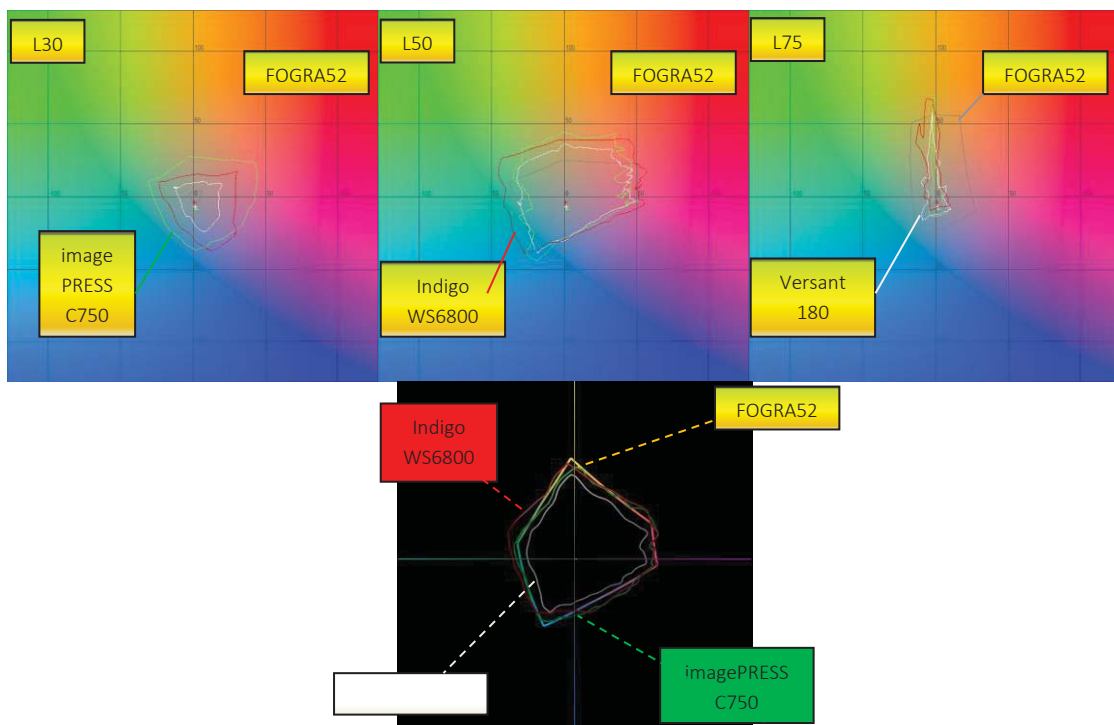 L30
FOGRA52
image
PRESS
C750
L50
FOGRA52
Indigo
WS6800
L75
FOGRA52
Versant
180
Indigo
WS6800
FOGRA52
imagePRESS
C750